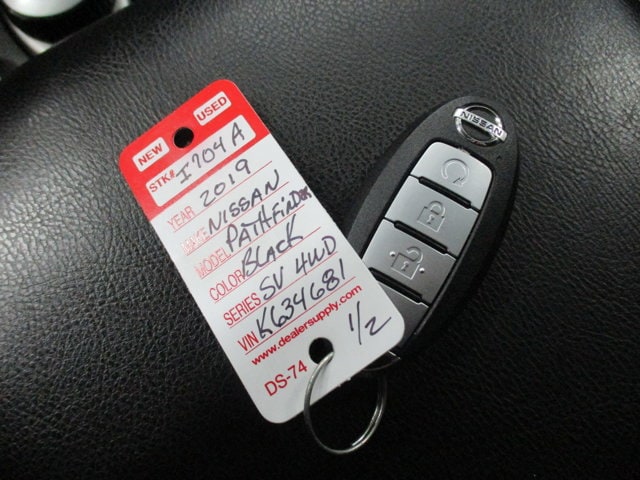 NEW USED
STK# I704A
YEAR 2019
MAKE NISSAN
MODEL PATHFINDER
COLOR BLACK
SERIES SV 4WD
VIN K634681
www.dealersupply.com
DS-74 1/2
NISSAN